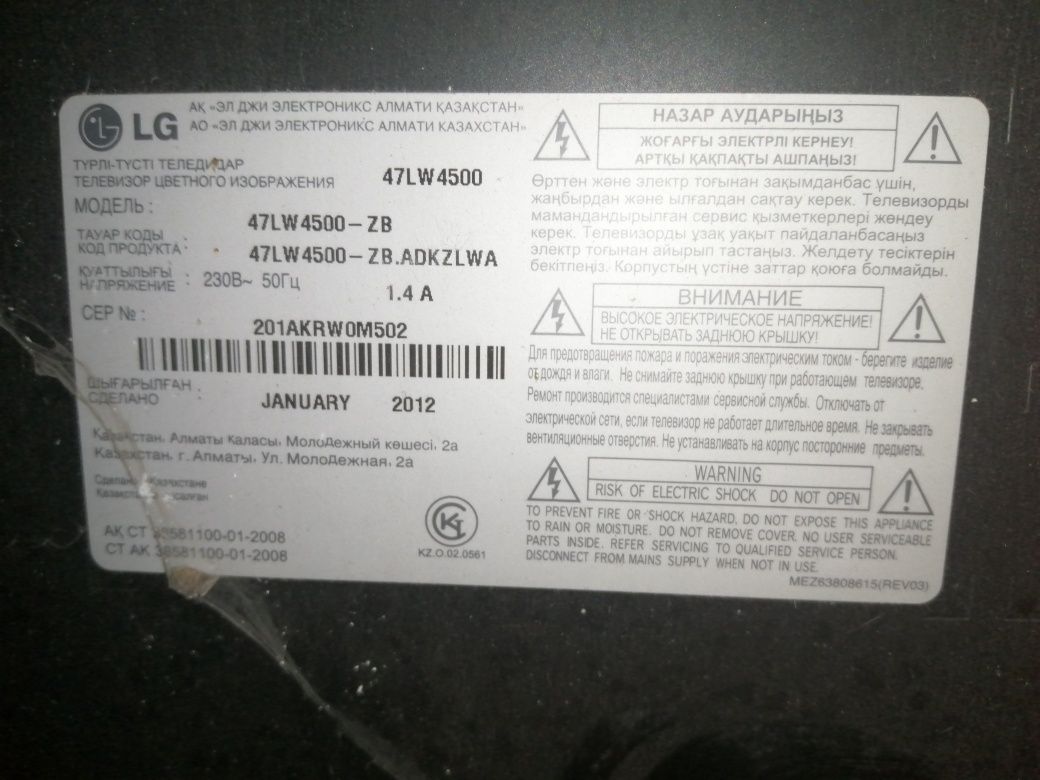 LG
АҚ «ЭЛ ДЖИ ЭЛЕКТРОНИКС АЛМАТИ ҚАЗАҚСТАН»
АО «ЭЛ ДЖИ ЭЛЕКТРОНИКС АЛМАТИ КАЗАХСТАН»
ТҮРЛІ-ТҮСТІ ТЕЛЕДИДАР
ТЕЛЕВИЗОР ЦВЕТНОГО ИЗОБРАЖЕНИЯ 47LW4500
МОДЕЛЬ : 47LW4500-ZB
ТАУАР КОДЫ
КОД ПРОДУКТА : 47LW4500-ZB.ADKZLWA
ҚУАТТЫЛЫҒЫ
НАПРЯЖЕНИЕ : 230В~ 50Гц 1.4 A
СЕР № : 201AKRW0M502
ШЫҒАРЫЛҒАН
СДЕЛАНО : JANUARY 2012
Қазақстан, Алматы Қаласы, Молодежный көшесі, 2а
Казахстан, г. Алматы, Ул. Молодежная, 2а
Сделано Казахстане
АҚ СТ 38581100-01-2008
СТ АК 38581100-01-2008
KZ.O.02.0561
НАЗАР АУДАРЫҢЫЗ
ЖОҒАРҒЫ ЭЛЕКТРЛІ КЕРНЕУ!
АРТҚЫ ҚАҚПАҚТЫ АШПАҢЫЗ!
Өрттен және электр тоғынан зақымданбас үшін,
жаңбырдан және ылғалдан сақтау керек. Телевизорды
мамандандырылған сервис қызметкерлері жөндеу
керек. Телевизорды ұзақ уақыт пайдаланбасаңыз
электр тоғынан айырып тастаңыз. Желдету тесіктерін
бекітпеңіз. Корпустың үстіне заттар қоюға болмайды.
ВНИМАНИЕ
ВЫСОКОЕ ЭЛЕКТРИЧЕСКОЕ НАПРЯЖЕНИЕ!
НЕ ОТКРЫВАТЬ ЗАДНЮЮ КРЫШКУ!
Для предотвращения пожара и поражения электрическим током - берегите изделие
от дождя и влаги. Не снимайте заднюю крышку при работающем телевизоре.
Ремонт производится специалистами сервисной службы. Отключать от
электрической сети, если телевизор не работает длительное время. Не закрывать
вентиляционные отверстия. Не устанавливать на корпус посторонние предметы.
WARNING
RISK OF ELECTRIC SHOCK DO NOT OPEN
TO PREVENT FIRE OR SHOCK HAZARD, DO NOT EXPOSE THIS APPLIANCE
TO RAIN OR MOISTURE. DO NOT REMOVE COVER. NO USER SERVICEABLE
PARTS INSIDE. REFER SERVICING TO QUALIFIED SERVICE PERSON.
DISCONNECT FROM MAINS SUPPLY WHEN NOT IN USE.
MEZ63808615(REV03)